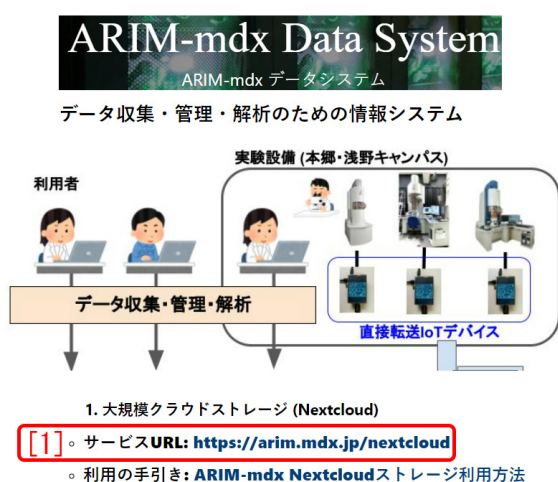 ARIM-mdx Data System
ARIM-mdx データシステム
データ収集・管理・解析のための情報システム
実験設備 (本郷・浅野キャンパス)
利用者
データ収集・管理・解析
直接転送IoTデバイス
1. 大規模クラウドストレージ (Nextcloud)
[1]。サービスURL: https://arim.mdx.jp/nextcloud
。利用の手引き: ARIM-mdx Nextcloudストレージ利用方法